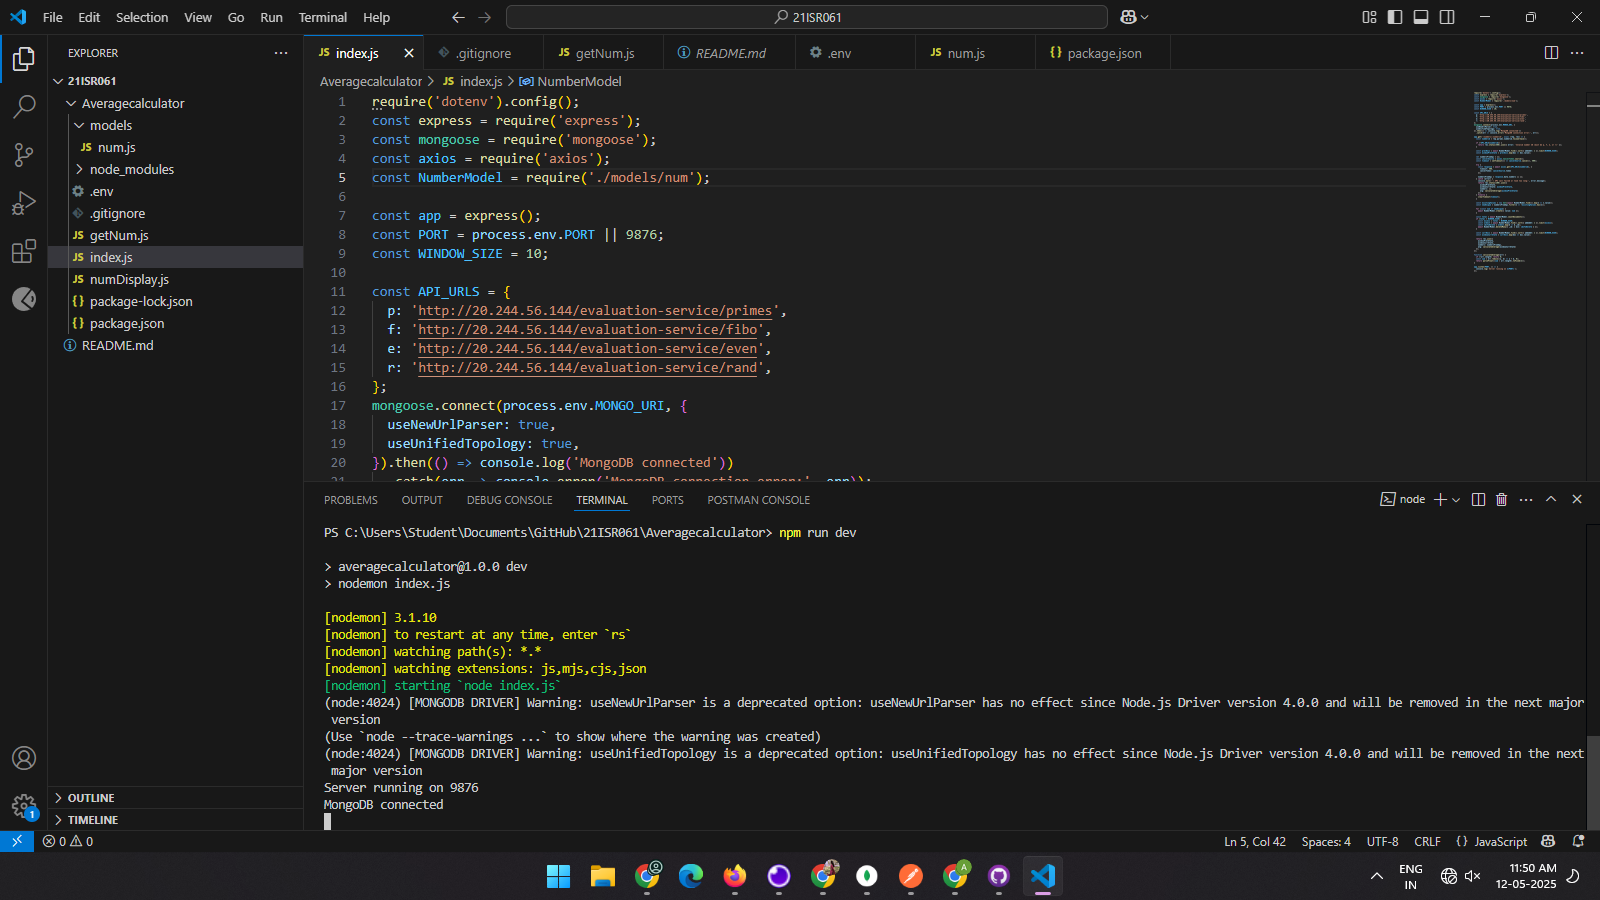 File Edit Selection View Go Run Terminal Help
21ISR061
EXPLORER
21ISR061
Averagecalculator
models
JS num.js
node_modules
.env
.gitignore
JS getNum.js
JS index.js
JS numDisplay.js
{} package-lock.json
{} package.json
README.md
OUTLINE
TIMELINE
JS index.js .gitignore JS getNum.js README.md .env JS num.js {} package.json
Averagecalculator > JS index.js > NumberModel
1 require('dotenv').config();
2 const express = require('express');
3 const mongoose = require('mongoose');
4 const axios = require('axios');
5 const NumberModel = require('./models/num');
6
7 const app = express();
8 const PORT = process.env.PORT || 9876;
9 const WINDOW_SIZE = 10;
10
11 const API_URLS = {
12 p: 'http://20.244.56.144/evaluation-service/primes',
13 f: 'http://20.244.56.144/evaluation-service/fibo',
14 e: 'http://20.244.56.144/evaluation-service/even',
15 r: 'http://20.244.56.144/evaluation-service/rand',
16 };
17 mongoose.connect(process.env.MONGO_URI, {
18 useNewUrlParser: true,
19 useUnifiedTopology: true,
20 }).then(() => console.log('MongoDB connected'))
21 .catch(err => console.error('MongoDB connection error:', err));
PROBLEMS OUTPUT DEBUG CONSOLE TERMINAL PORTS POSTMAN CONSOLE
node
PS C:\Users\Student\Documents\GitHub\21ISR061\Averagecalculator> npm run dev
> averagecalculator@1.0.0 dev
> nodemon index.js
[nodemon] 3.1.10
[nodemon] to restart at any time, enter `rs`
[nodemon] watching path(s): *.*
[nodemon] watching extensions: js,mjs,cjs,json
[nodemon] starting `node index.js`
(node:4024) [MONGODB DRIVER] Warning: useNewUrlParser is a deprecated option: useNewUrlParser has no effect since Node.js Driver version 4.0.0 and will be removed in the next major
version
(Use `node --trace-warnings ...` to show where the warning was created)
(node:4024) [MONGODB DRIVER] Warning: useUnifiedTopology is a deprecated option: useUnifiedTopology has no effect since Node.js Driver version 4.0.0 and will be removed in the next
major version
Server running on 9876
MongoDB connected
1
0 0
Ln 5, Col 42 Spaces: 4 UTF-8 CRLF {} JavaScript
A
ENG
IN
11:50 AM
12-05-2025